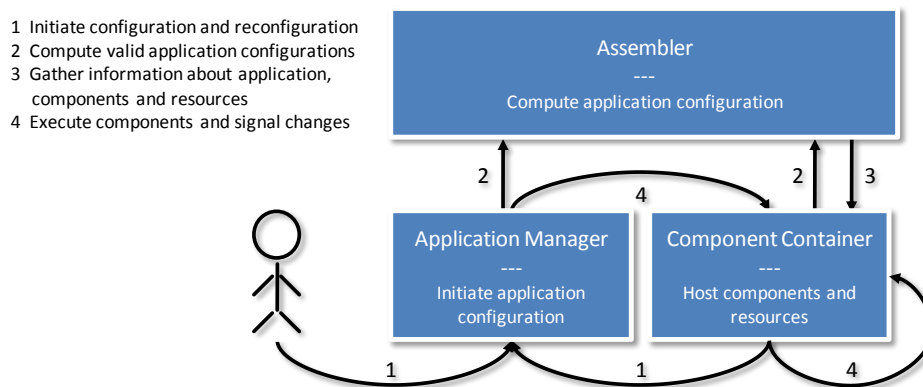 1 Initiate configuration and reconfiguration
2 Compute valid application configurations
3 Gather information about application,
components and resources
4 Execute components and signal changes
Assembler
---
Compute application configuration
2
4
2
3
Application Manager
---
Initiate application
configuration
Component Container
---
Host components and
resources
1
1
4